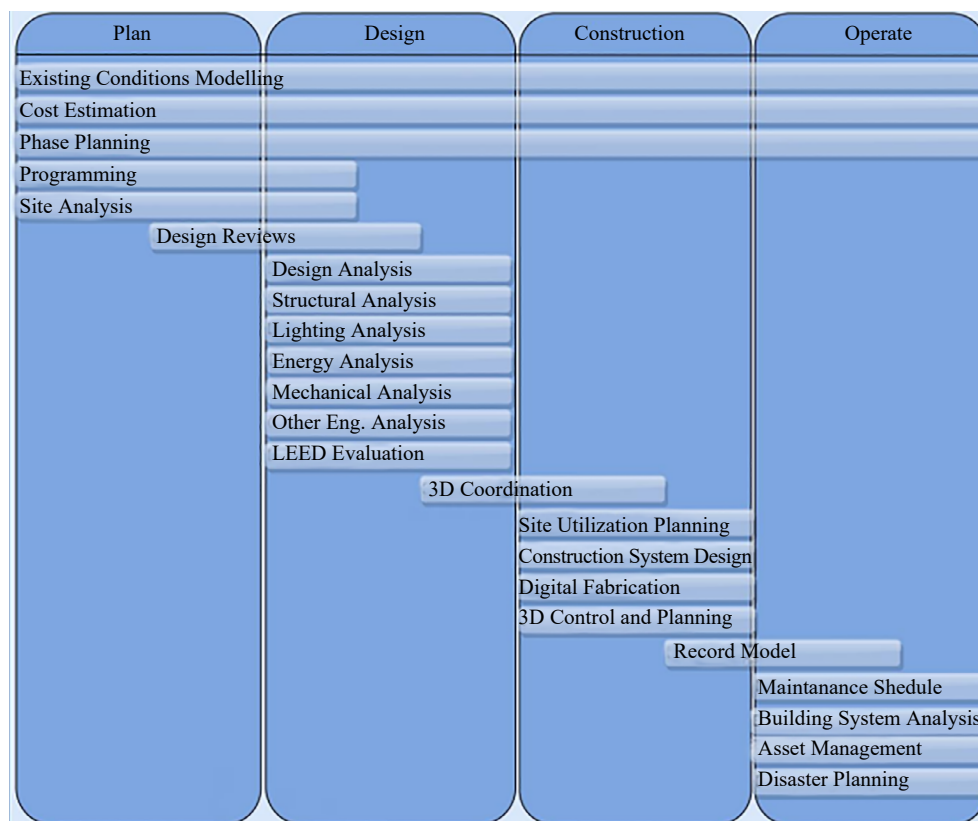 Plan
Design
Construction
Operate
Existing Conditions Modelling
Cost Estimation
Phase Planning
Programming
Site Analysis
Design Reviews
Design Analysis
Structural Analysis
Lighting Analysis
Energy Analysis
Mechanical Analysis
Other Eng. Analysis
LEED Evaluation
3D Coordination
Site Utilization Planning
Construction System Design
Digital Fabrication
3D Control and Planning
Record Model
Maintanance Shedule
Building System Analysis
Asset Management
Disaster Planning